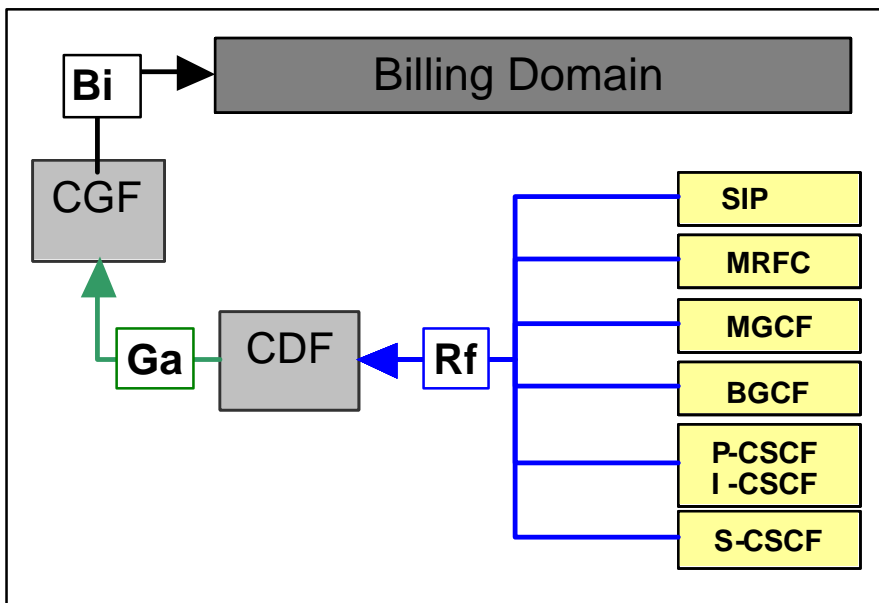 Bi
Billing Domain
CGF
SIP
MRFC
MGCF
Ga
CDF
Rf
BGCF
P-CSCF
I -CSCF
S-CSCF